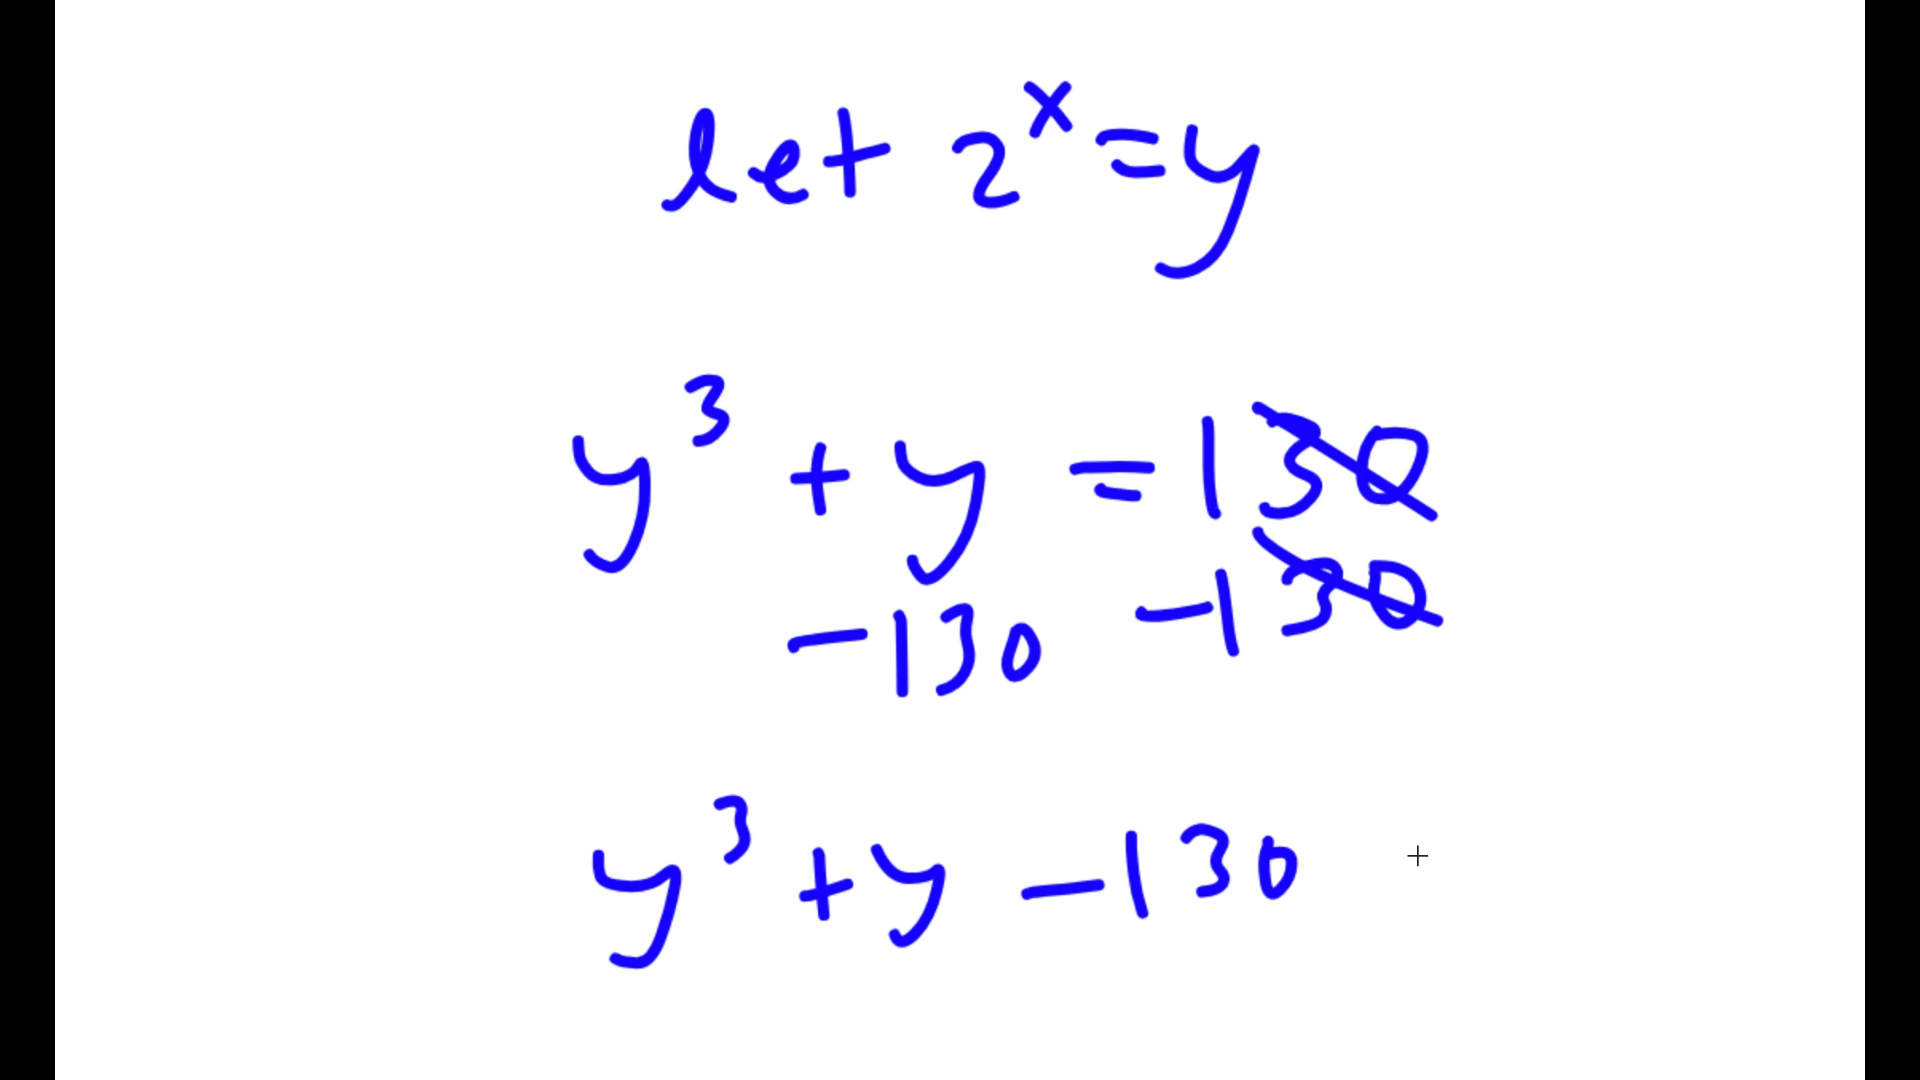 let 2^x = y
y^3 + y = 130
-130 -130
y^3 + y - 130